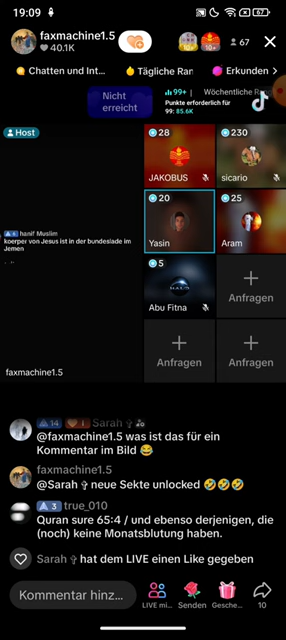 19:09
67
faxmachine1.5
40.1K
10+
67
Chatten und Int...
Tägliche Ran
Erkunden
Nicht
erreicht
99+
Wöchentliche Ra
Punkte erforderlich für
99: 85.6K
Host
28
JAKOBUS
230
sicario
6 hanif Muslim
koerper von Jesus ist in der bundeslade im
Jemen
20
Yasin
25
Aram
5
Abu Fitna
Anfragen
Anfragen
Anfragen
faxmachine1.5
14 I Sarah
@faxmachine1.5 was ist das für ein
Kommentar im Bild 😂
faxmachine1.5
@Sarah ✞ neue Sekte unlocked 🤣🤣🤣
3 true_010
Quran sure 65:4 / und ebenso derjenigen, die
(noch) keine Monatsblutung haben.
Sarah ✞ hat dem LIVE einen Like gegeben
Kommentar hinz...
LIVE mi...
Senden
Gesche...
10